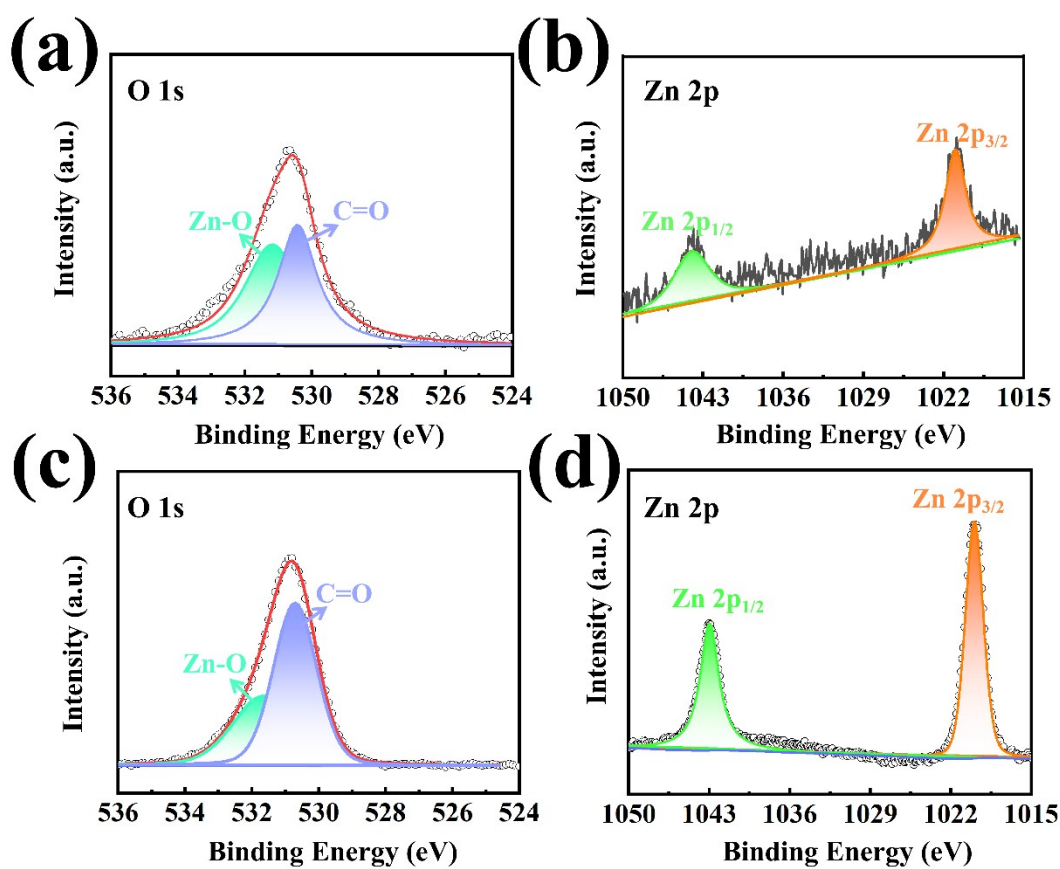 (a)
O 1s
Zn-O
C=O
Intensity (a.u.)
536 534 532 530 528 526 524
Binding Energy (eV)
(b)
Zn 2p
Zn 2p3/2
Zn 2p1/2
Intensity (a.u.)
1050 1043 1036 1029 1022 1015
Binding Energy (eV)
(c)
O 1s
C=O
Zn-O
Intensity (a.u.)
536 534 532 530 528 526 524
Binding Energy (eV)
(d)
Zn 2p
Zn 2p3/2
Zn 2p1/2
Intensity (a.u.)
1050 1043 1036 1029 1022 1015
Binding Energy (eV)